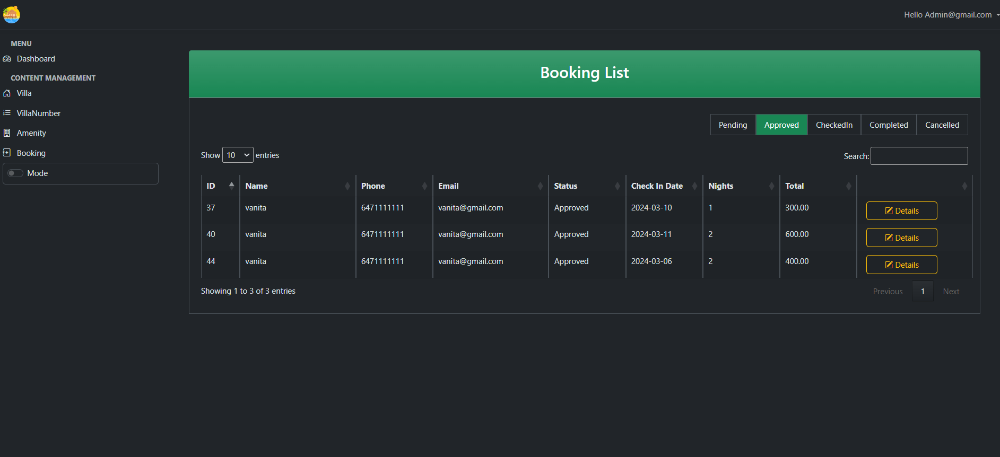 Hello Admin@gmail.com
MENU
Dashboard
CONTENT MANAGEMENT
Villa
VillaNumber
Amenity
Booking
Mode
Booking List
Pending Approved CheckedIn Completed Cancelled
Show 10 entries Search:
ID Name Phone Email Status Check In Date Nights Total
37 vanita 6471111111 vanita@gmail.com Approved 2024-03-10 1 300.00 Details
40 vanita 6471111111 vanita@gmail.com Approved 2024-03-11 2 600.00 Details
44 vanita 6471111111 vanita@gmail.com Approved 2024-03-06 2 400.00 Details
Showing 1 to 3 of 3 entries Previous 1 Next